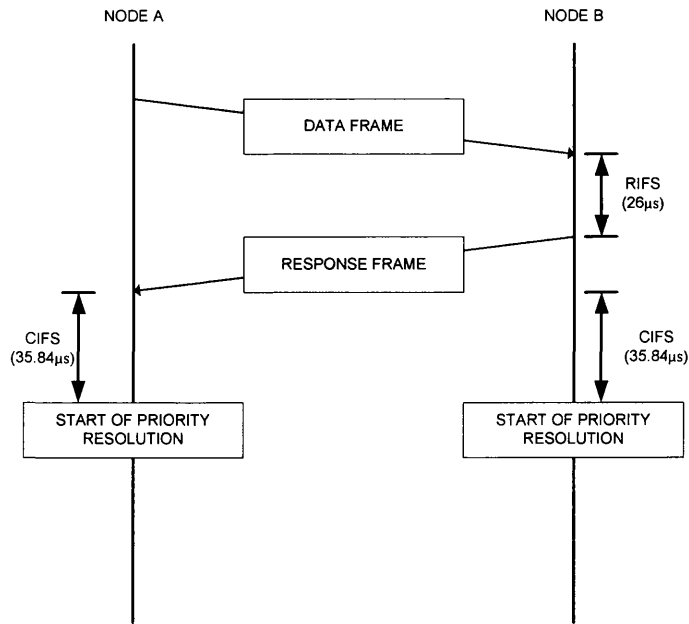 NODE A
NODE B
DATA FRAME
RIFS
(26µs)
RESPONSE FRAME
CIFS
(35.84µs)
CIFS
(35.84µs)
START OF PRIORITY
RESOLUTION
START OF PRIORITY
RESOLUTION